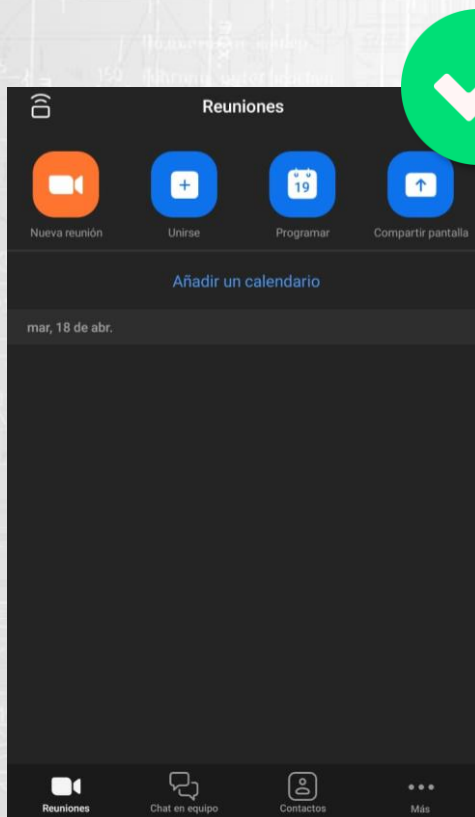 150
Reuniones
19
Nueva reunión
Unirse
Programar
Compartir pantalla
Añadir un calendario
mar, 18 de abr.
Reuniones
Chat en equipo
Contactos
Más